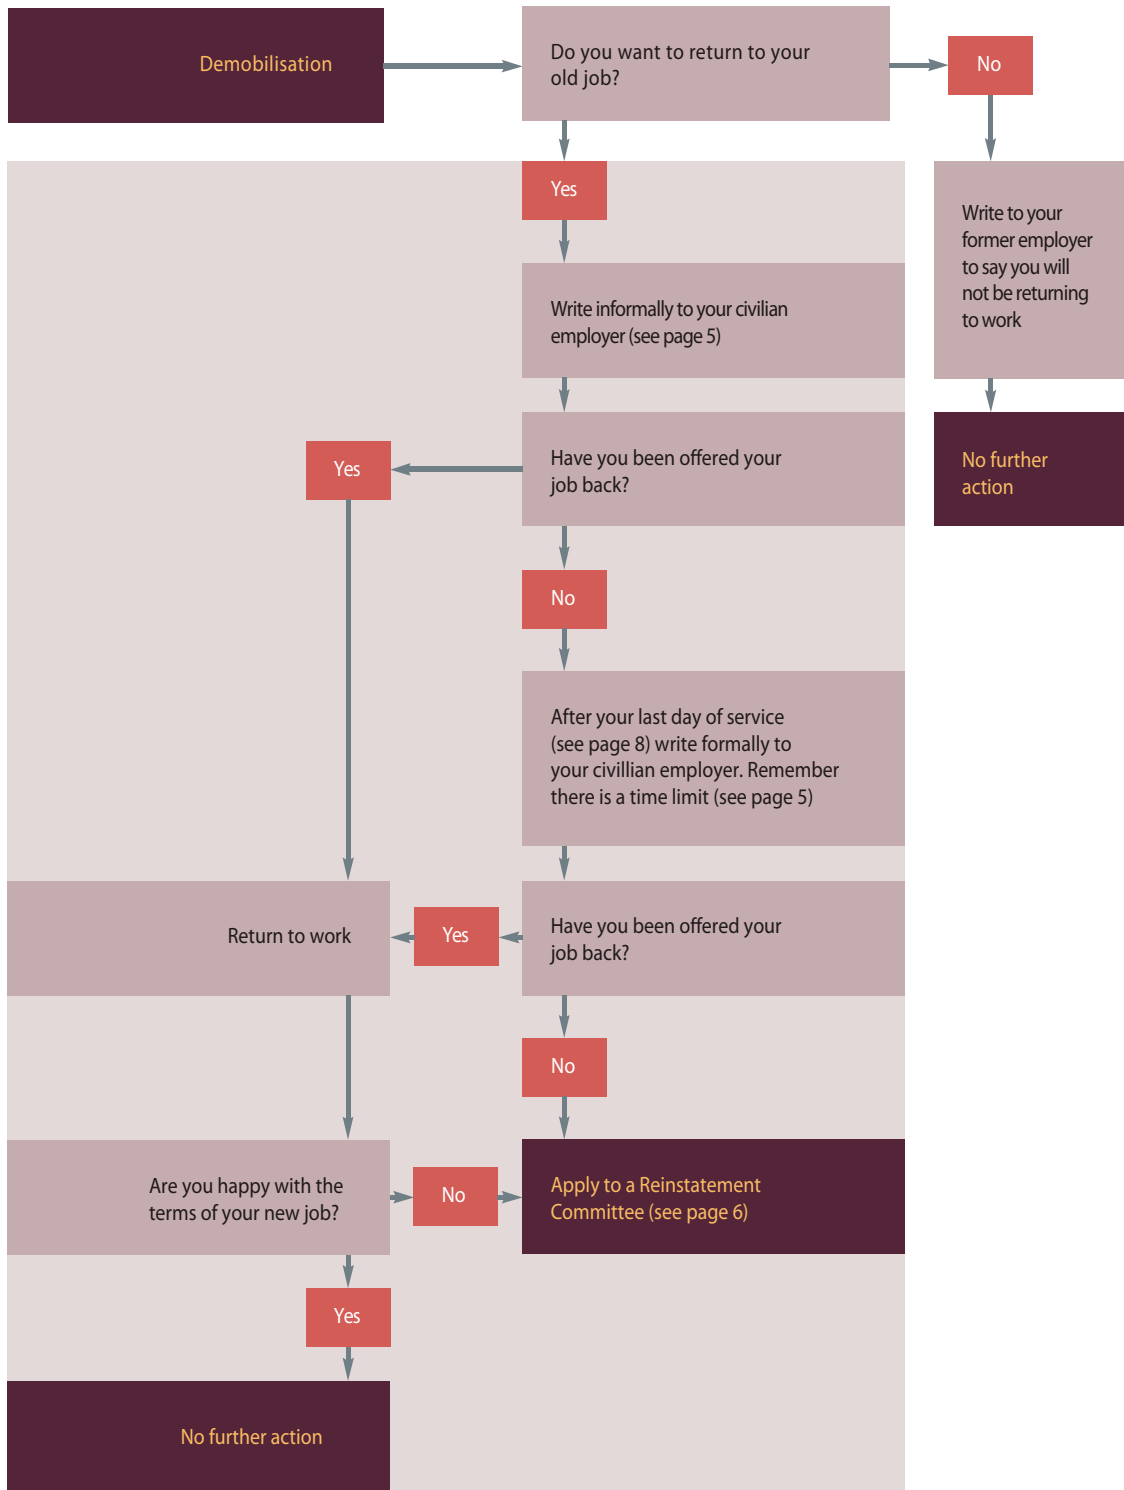 Demobilisation
Do you want to return to your
old job?
No
Yes
Write to your
former employer
to say you will
not be returning
to work
Write informally to your civilian
employer (see page 5)
Have you been offered your
job back?
Yes
No further
action
No
After your last day of service
(see page 8) write formally to
your civillian employer. Remember
there is a time limit (see page 5)
Return to work
Yes
Have you been offered your
job back?
No
Are you happy with the
terms of your new job?
No
Apply to a Reinstatement
Committee (see page 6)
Yes
No further action